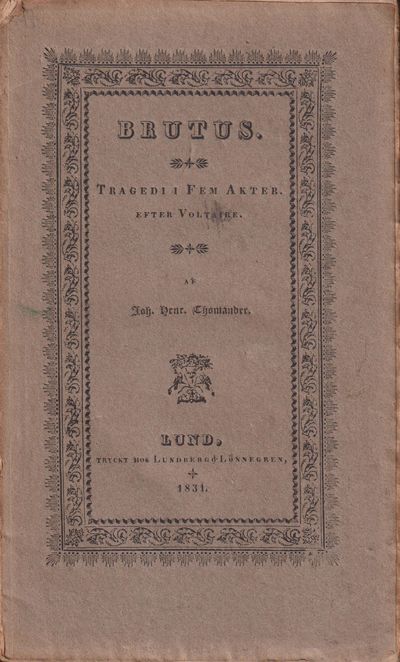 BRUTUS.
TRAGEDI I FEM AKTER.
EFTER VOLTAIRE.
AF
Joh. Henr. Thomander.
LUND,
TRYCKT HOS LUNDBERG & LÖNNEGREN,
1831.